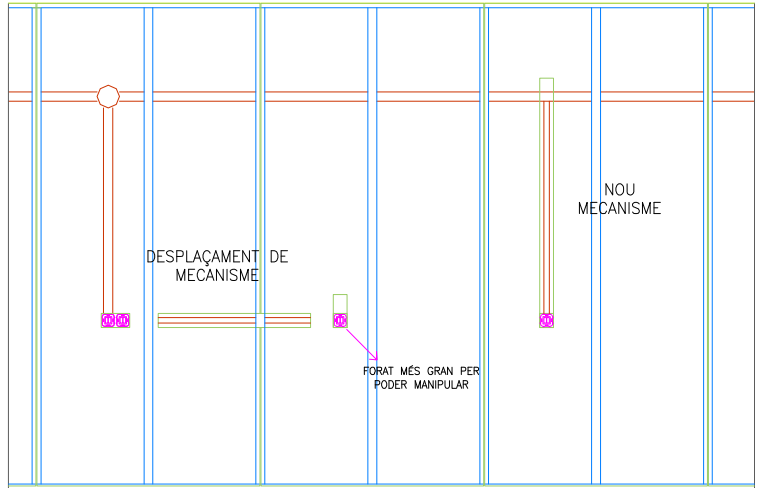 NOU
MECANISME
DESPLAÇAMENT DE
MECANISME
FORAT MÉS GRAN PER
PODER MANIPULAR